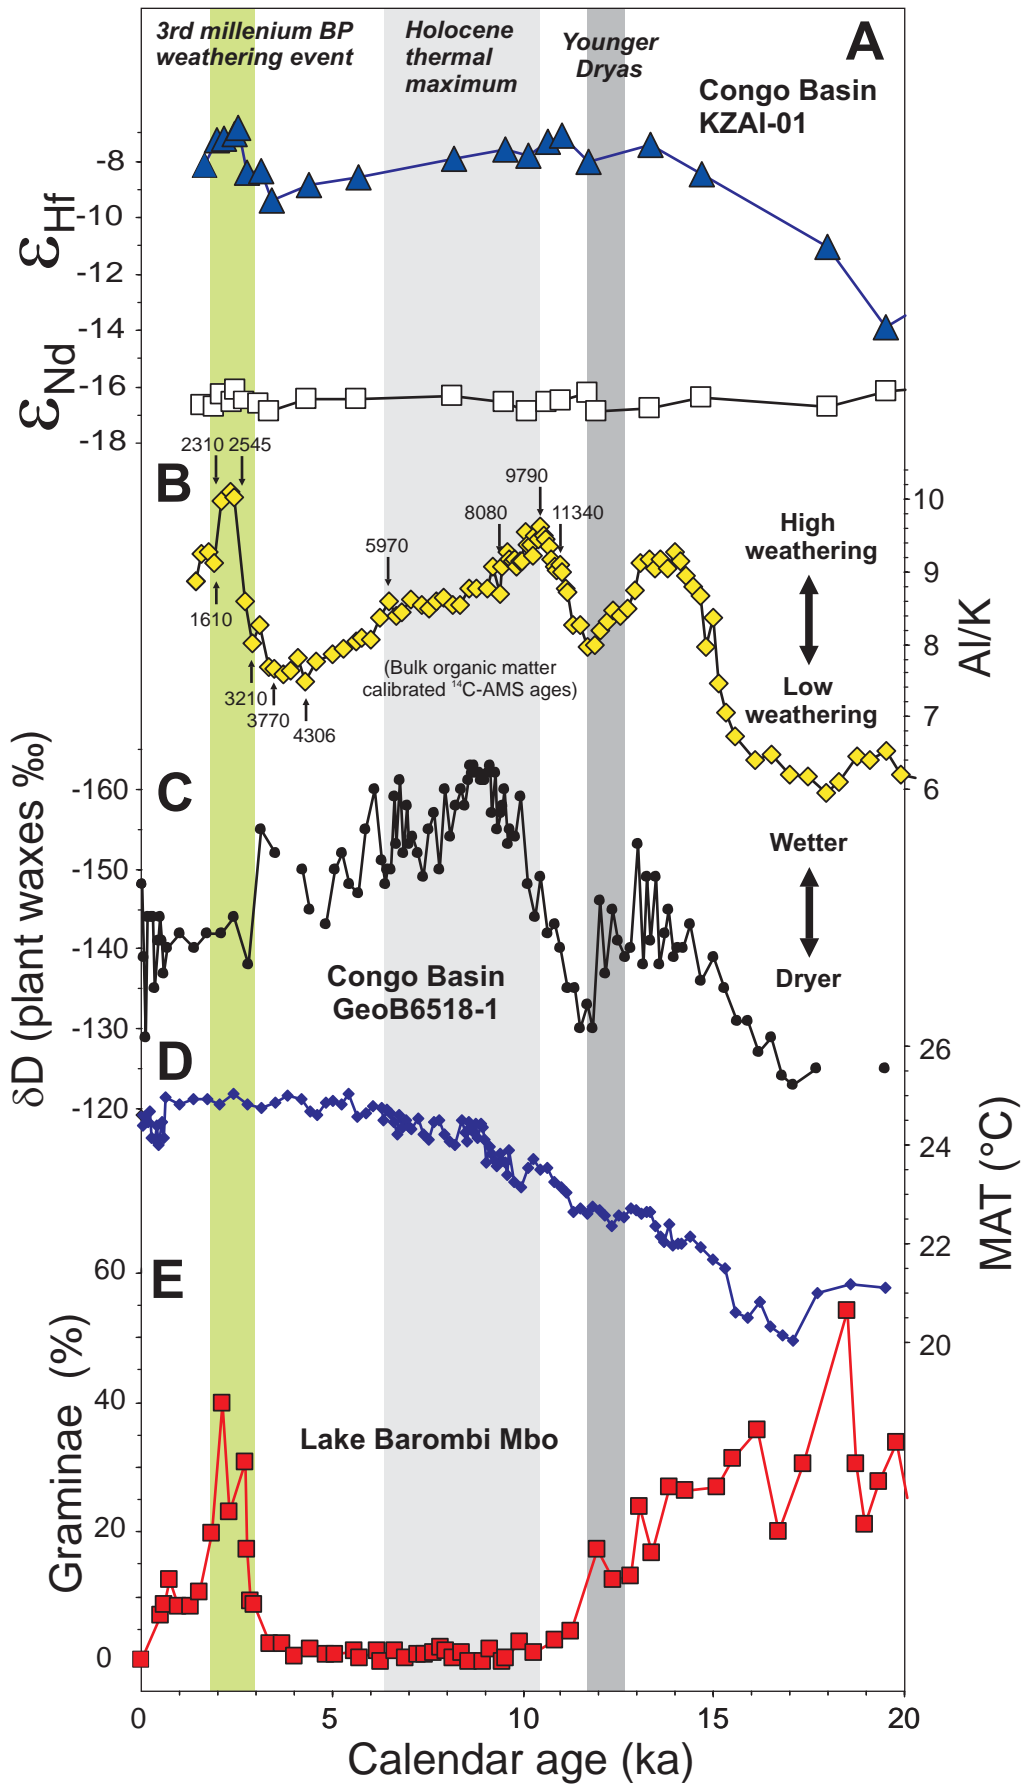 3rd millenium BP
weathering event
Holocene
thermal
maximum
Younger
Dryas
A
Congo Basin
KZAI-01
-8
-10
-12
-14
-16
-18
εHf
εNd
2310
2545
B
1610
3210
3770
4306
5970
8080
9790
11340
(Bulk organic matter
calibrated ¹⁴C-AMS ages)
High
weathering
Low
weathering
10
9
8
7
6
Al/K
C
-160
-150
-140
-130
-120
δD (plant waxes ‰)
Congo Basin
GeoB6518-1
Wetter
Dryer
D
26
24
22
20
MAT (°C)
E
60
40
20
0
Graminae (%)
Lake Barombi Mbo
0
5
10
15
20
Calendar age (ka)